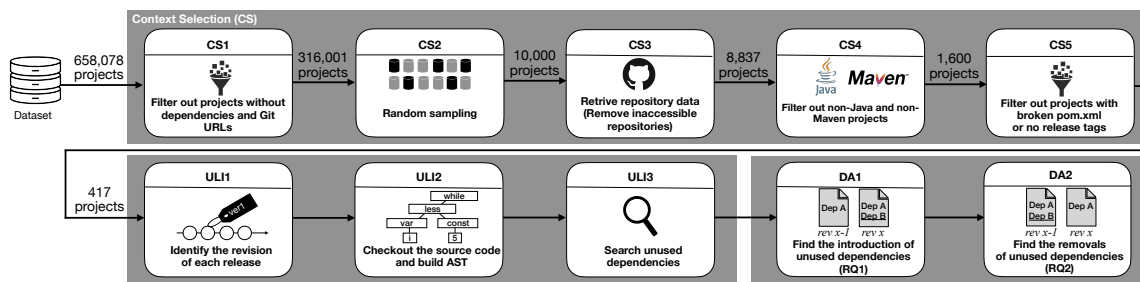 Context Selection (CS)
Dataset
658,078
projects
CS1
Filter out projects without
dependencies and Git
URLs
316,001
projects
CS2
Random sampling
10,000
projects
CS3
Retrive repository data
(Remove inaccessible
repositories)
8,837
projects
CS4
Java
Maven™
Filter out non-Java and non-
Maven projects
1,600
projects
CS5
Filter out projects with
broken pom.xml
or no release tags
417
projects
ULI1
ver1
Identify the revision
of each release
ULI2
while
less
var
const
i
5
Checkout the source code
and build AST
ULI3
Search unused
dependencies
DA1
Dep A
Dep A
Dep B
rev x-1
rev x
Find the introduction of
unused dependencies
(RQ1)
DA2
Dep A
Dep B
Dep A
rev x-1
rev x
Find the removals
of unused dependencies
(RQ2)